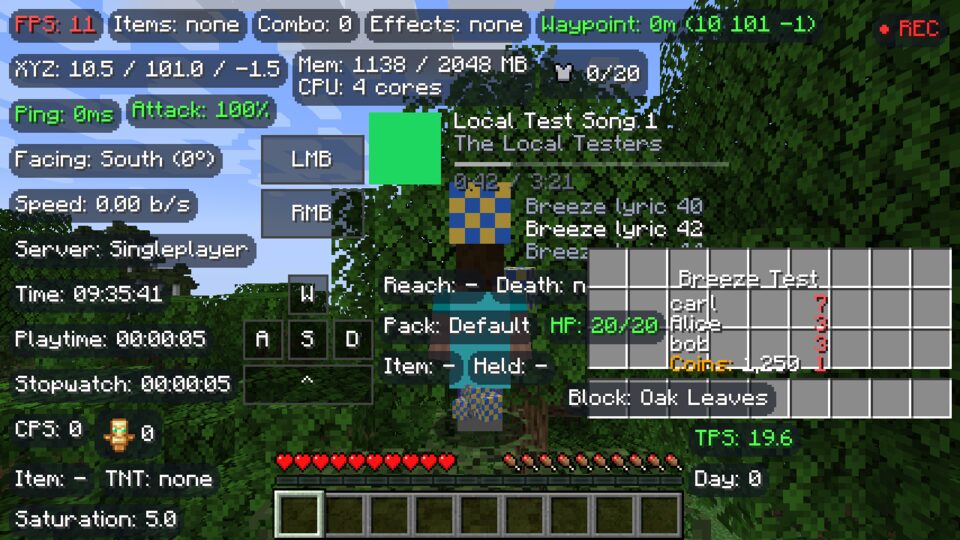 FPS: 11 Items: none Combo: 0 Effects: none Waypoint: 0m (10 101 -1) REC
XYZ: 10.5 / 101.0 / -1.5 Mem: 1138 / 2048 MB 0/20
CPU: 4 cores
Ping: 0ms Attack: 100%
Local Test Song 1
The Local Testers
Facing: South (0°) LMB
0:42 / 3:21
Speed: 0.00 b/s RMB Breeze lyric 40
Breeze lyric 42
Server: Singleplayer Breeze lyric
Breeze Test
Time: 09:35:41 W Reach: - Death: n
carl 7
Alice 3
Playtime: 00:00:05 A S D Pack: Default HP: 20/20
bob 3
Coins: 1,250 1
Stopwatch: 00:00:05 ^ Item: - Held: -
Block: Oak Leaves
CPS: 0 0 TPS: 19.6
Item: - TNT: none Day: 0
Saturation: 5.0